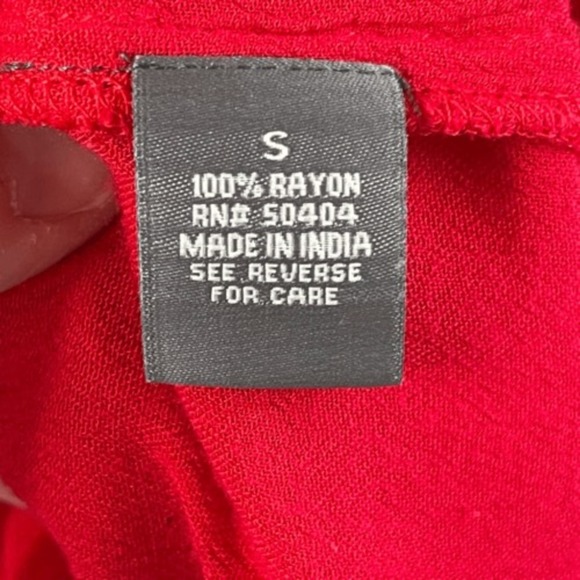 S
100% RAYON
RN# 50404
MADE IN INDIA
SEE REVERSE
FOR CARE